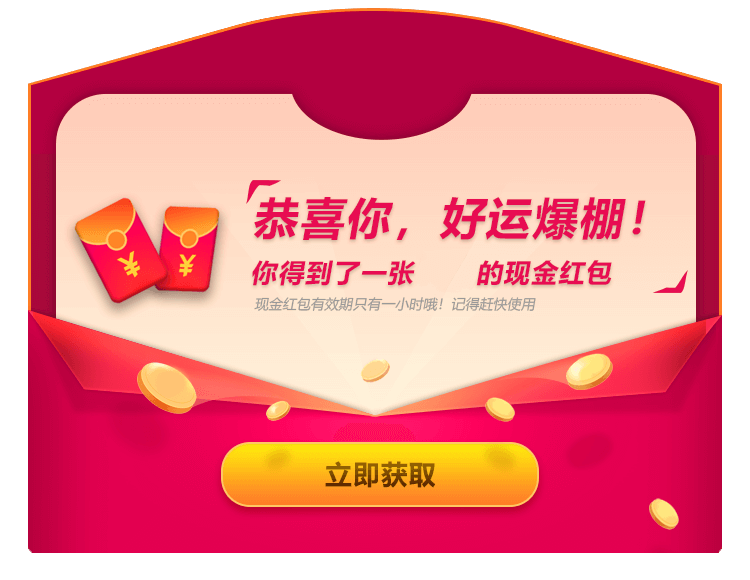 恭喜你，好运爆棚！
你得到了一张 的现金红包
现金红包有效期只有一小时哦！记得赶快使用
¥ ¥
立即获取